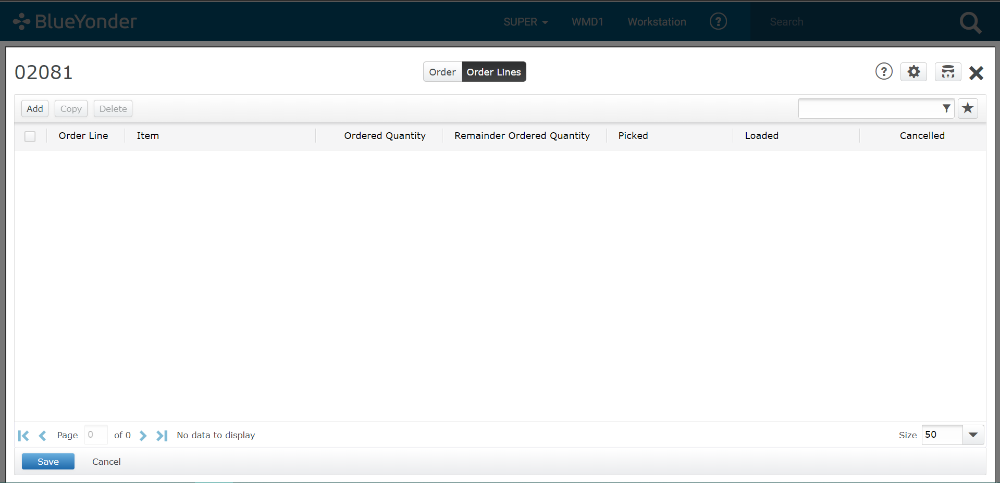 BlueYonder SUPER WMD1 Workstation ? Search
02081 Order Order Lines ?
Add Copy Delete
Order Line Item Ordered Quantity Remainder Ordered Quantity Picked Loaded Cancelled
Page 0 of 0 No data to display Size 50
Save Cancel